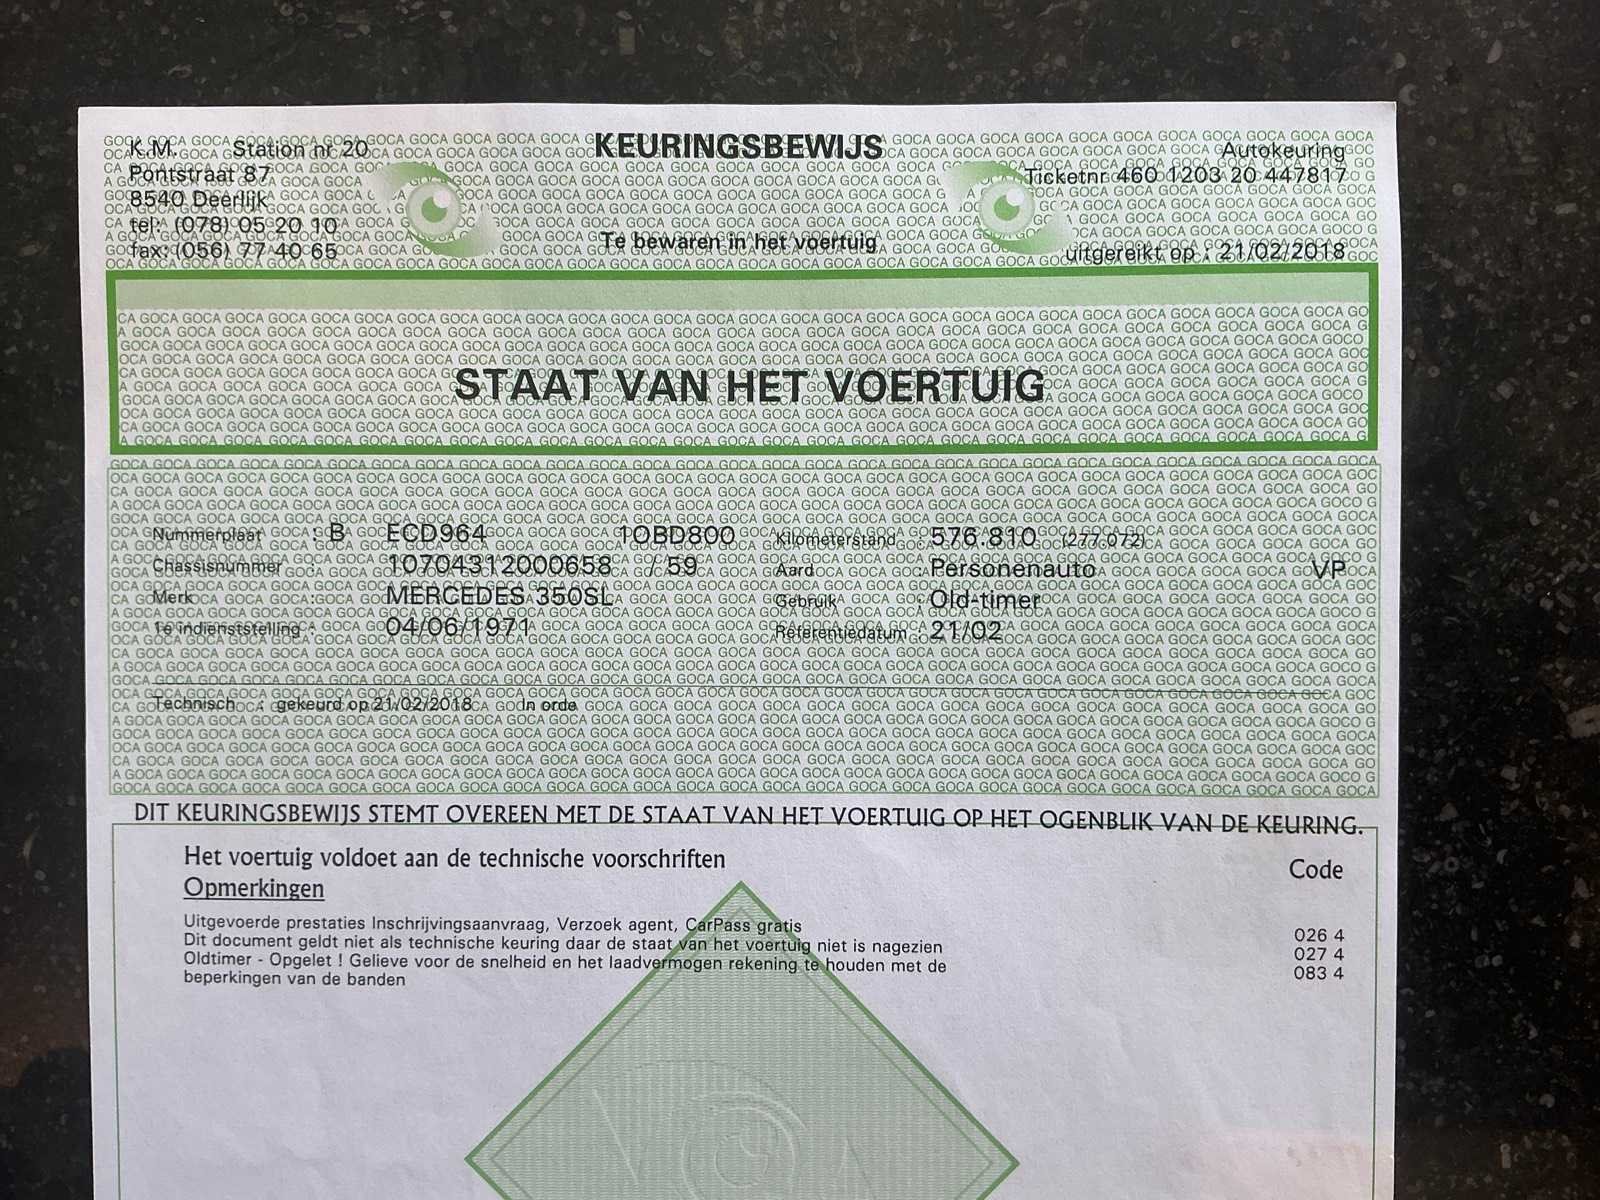 KEURINGSBEWIJS
K.M. Station nr 20
Pontstraat 87
8540 Deerlijk
tel: (078) 05 20 10
fax: (056) 77 40 65
Te bewaren in het voertuig
Autokeuring
Ticketnr 460 1203 20 447817
uitgereikt op : 21/02/2018
STAAT VAN HET VOERTUIG
Nummerplaat : B ECD964 1OBD800 Kilometerstand : 576.810 (277.072)
Chassisnummer : 10704312000658 / 59 Aard : Personenauto VP
Merk : MERCEDES 350SL Gebruik : Old-timer
1e indienststelling : 04/06/1971 Referentiedatum : 21/02
Technisch : gekeurd op 21/02/2018 In orde
DIT KEURINGSBEWIJS STEMT OVEREEN MET DE STAAT VAN HET VOERTUIG OP HET OGENBLIK VAN DE KEURING.
Het voertuig voldoet aan de technische voorschriften Code
Opmerkingen
Uitgevoerde prestaties Inschrijvingsaanvraag, Verzoek agent, CarPass gratis 026 4
Dit document geldt niet als technische keuring daar de staat van het voertuig niet is nagezien 027 4
Oldtimer - Opgelet ! Gelieve voor de snelheid en het laadvermogen rekening te houden met de 083 4
beperkingen van de banden